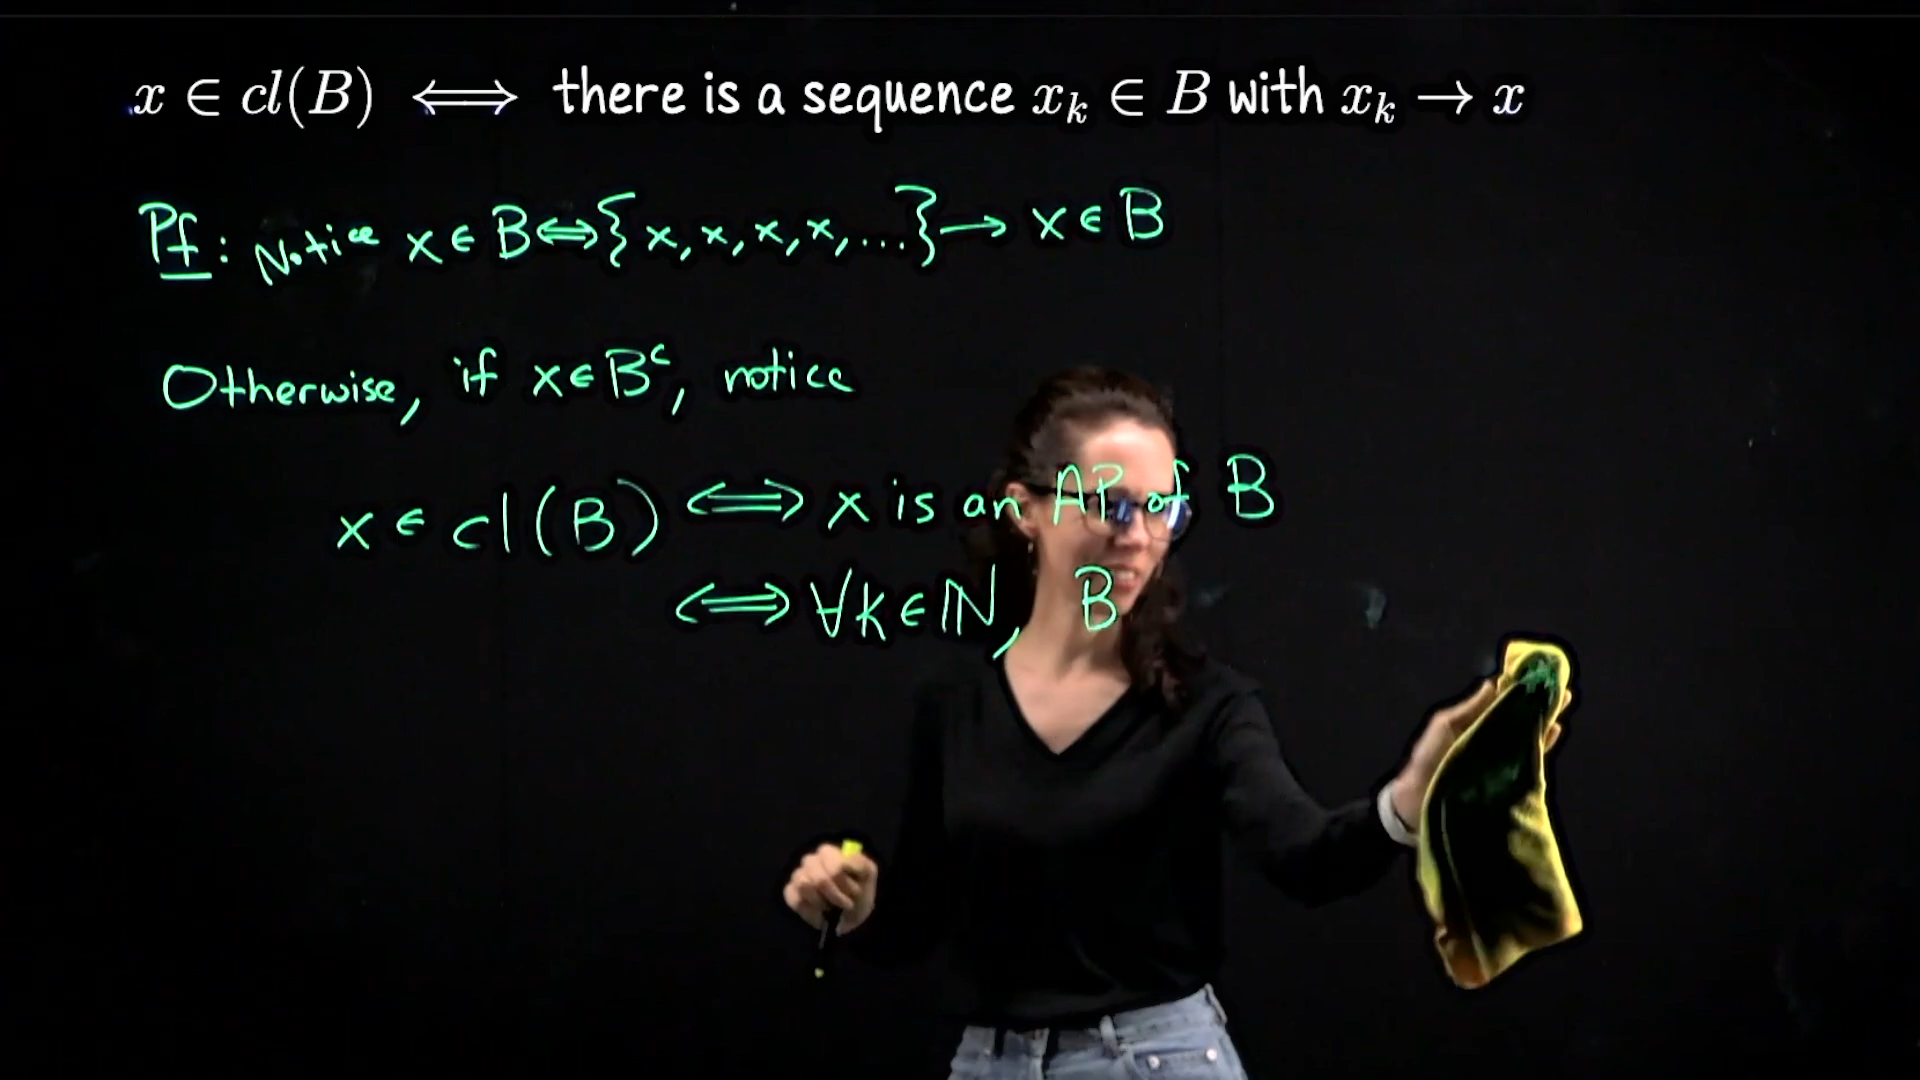 x ∈ cl(B) ⟺ there is a sequence xₖ ∈ B with xₖ → x
Pf: Notice x ∈ B ⇔ {x, x, x, x, ...} → x ∈ B
Otherwise, if x ∈ Bᶜ, notice
x ∈ cl(B) ⟺ x is an AP of B
⟺ ∀k ∈ ℕ, B